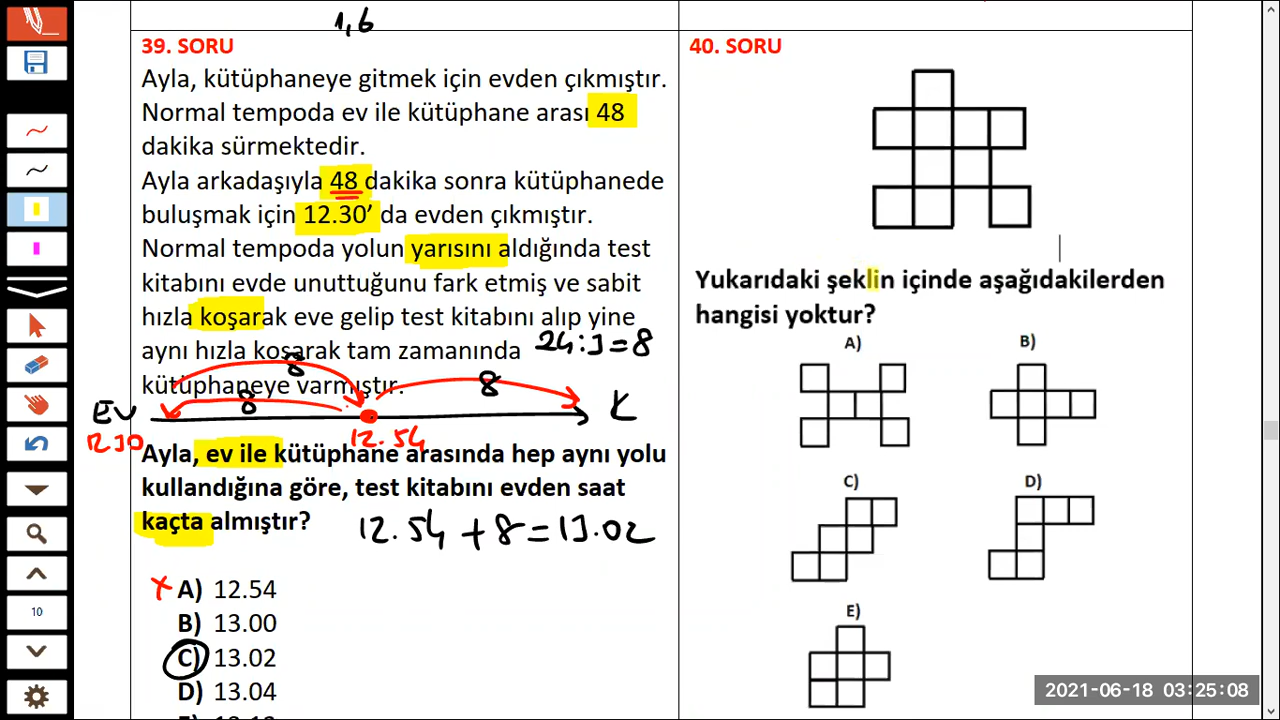 1,6
39. SORU
Ayla, kütüphaneye gitmek için evden çıkmıştır.
Normal tempoda ev ile kütüphane arası 48
dakika sürmektedir.
Ayla arkadaşıyla 48 dakika sonra kütüphanede
buluşmak için 12.30’ da evden çıkmıştır.
Normal tempoda yolun yarısını aldığında test
kitabını evde unuttuğunu fark etmiş ve sabit
hızla koşarak eve gelip test kitabını alıp yine
aynı hızla koşarak tam zamanında
24:3=8
kütüphaneye varmıştır.
8
8
8
EV
K
12.30
12.54
Ayla, ev ile kütüphane arasında hep aynı yolu
kullandığına göre, test kitabını evden saat
kaçta almıştır?
12.54+8=13.02
A) 12.54
B) 13.00
C) 13.02
D) 13.04
40. SORU
Yukarıdaki şeklin içinde aşağıdakilerden
hangisi yoktur?
A)
B)
C)
D)
E)
10
2021-06-18 03:25:08